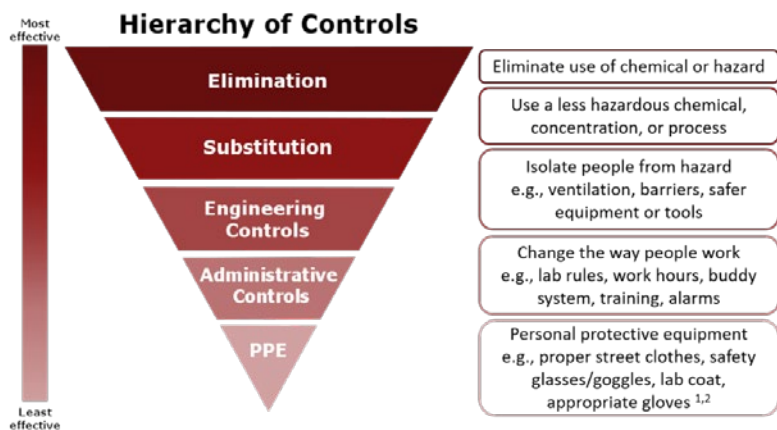 Most
effective
Hierarchy of Controls
Elimination
Eliminate use of chemical or hazard
Substitution
Use a less hazardous chemical,
concentration, or process
Engineering
Controls
Isolate people from hazard
e.g., ventilation, barriers, safer
equipment or tools
Administrative
Controls
Change the way people work
e.g., lab rules, work hours, buddy
system, training, alarms
PPE
Personal protective equipment
e.g., proper street clothes, safety
glasses/goggles, lab coat,
appropriate gloves 1,2
Least
effective